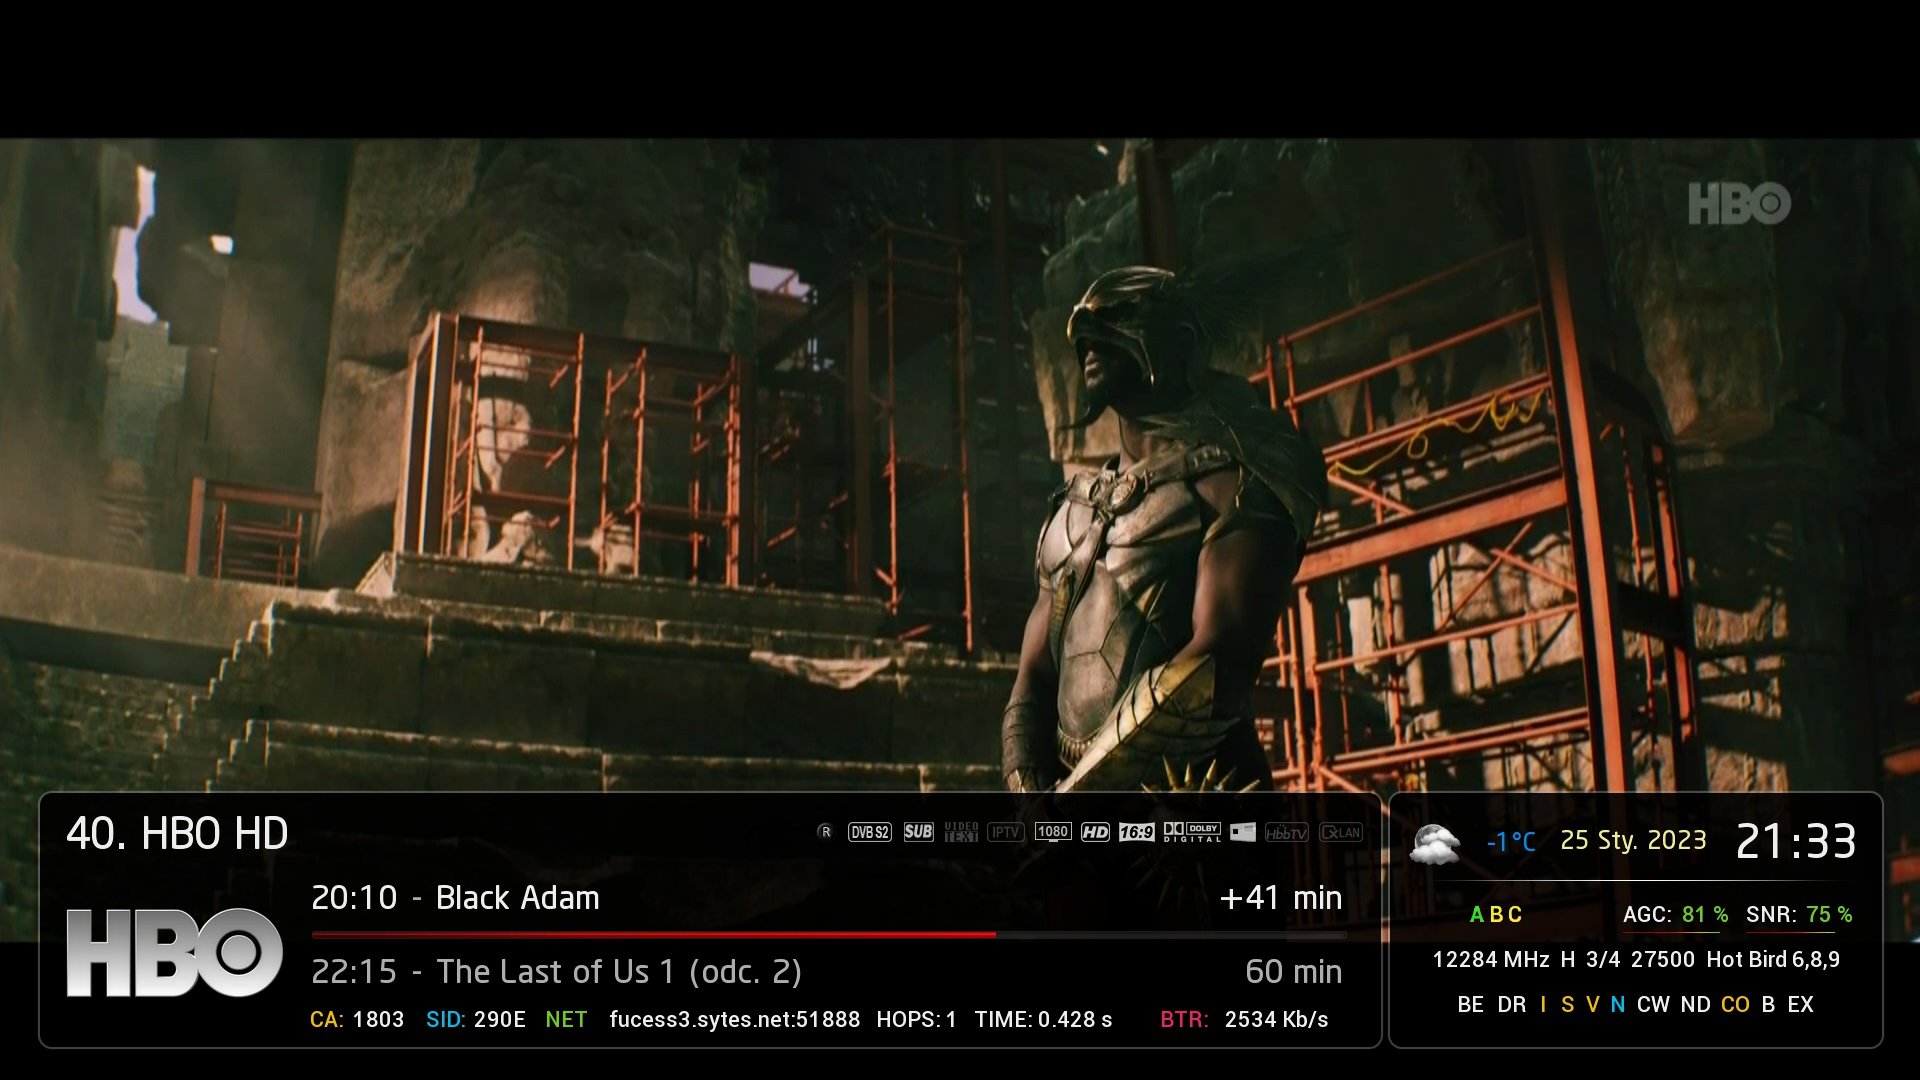 HBO
40. HBO HD
R DVB S2 SUB VIDEO TEXT IPTV 1080 HD 16:9 DOLBY DIGITAL HbbTV LAN
20:10 - Black Adam +41 min
HBO
22:15 - The Last of Us 1 (odc. 2) 60 min
CA: 1803 SID: 290E NET fucess3.sytes.net:51888 HOPS: 1 TIME: 0.428 s BTR: 2534 Kb/s
-1°C 25 Sty. 2023 21:33
A B C AGC: 81 % SNR: 75 %
12284 MHz H 3/4 27500 Hot Bird 6,8,9
BE DR I S V N CW ND CO B EX